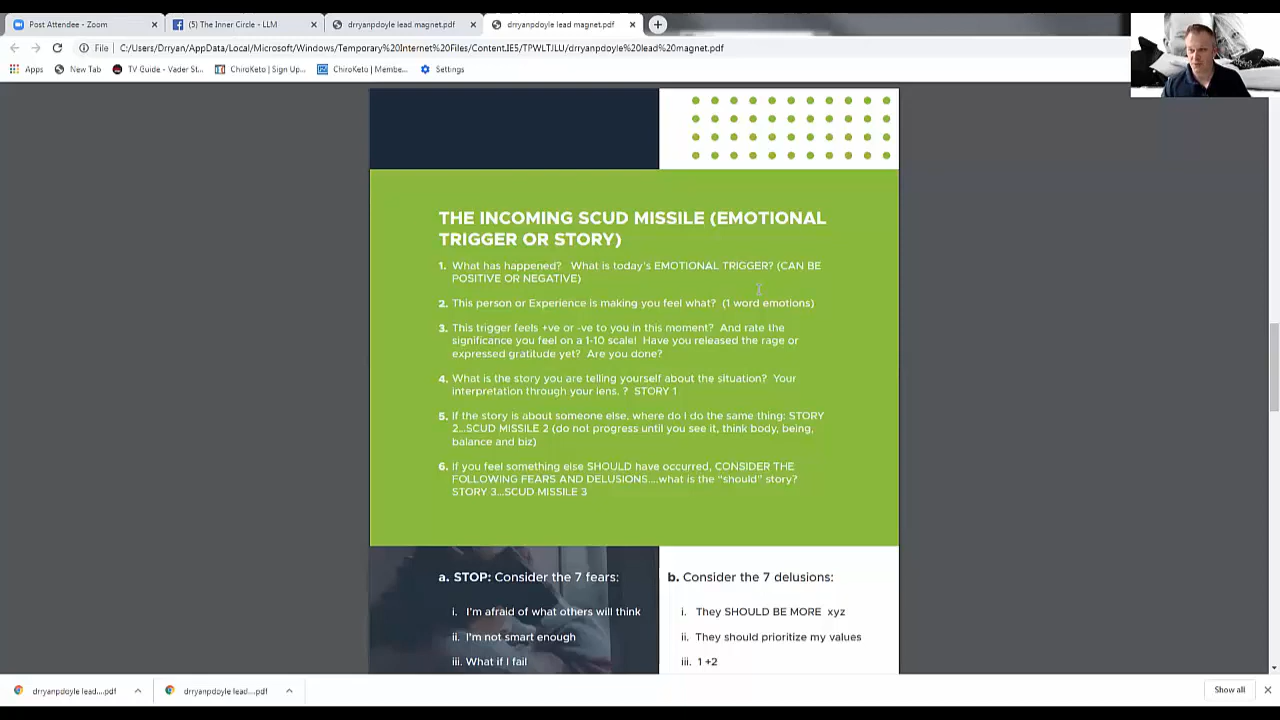 Post Attendee - Zoom
(5) The Inner Circle - LLM
drryanpdoyle lead magnet.pdf
drryanpdoyle lead magnet.pdf
File
C:/Users/Drryan/AppData/Local/Microsoft/Windows/Temporary%20Internet%20Files/Content.IE5/TPWLTJLU/drryanpdoyle%20lead%20magnet.pdf
Apps
New Tab
TV Guide - Vader St...
ChiroKeto | Sign Up...
ChiroKeto | Membe...
Settings
THE INCOMING SCUD MISSILE (EMOTIONAL
TRIGGER OR STORY)
1. What has happened? What is today's EMOTIONAL TRIGGER? (CAN BE
POSITIVE OR NEGATIVE)
2. This person or Experience is making you feel what? (1 word emotions)
3. This trigger feels +ve or -ve to you in this moment? And rate the
significance you feel on a 1-10 scale! Have you released the rage or
expressed gratitude yet? Are you done?
4. What is the story you are telling yourself about the situation? Your
interpretation through your lens. ? STORY 1
5. If the story is about someone else, where do I do the same thing: STORY
2...SCUD MISSILE 2 (do not progress until you see it, think body, being,
balance and biz)
6. If you feel something else SHOULD have occurred, CONSIDER THE
FOLLOWING FEARS AND DELUSIONS....what is the "should" story?
STORY 3...SCUD MISSILE 3
a. STOP: Consider the 7 fears:
i. I'm afraid of what others will think
ii. I'm not smart enough
iii. What if I fail
b. Consider the 7 delusions:
i. They SHOULD BE MORE xyz
ii. They should prioritize my values
iii. 1 +2
drryanpdoyle lead....pdf
drryanpdoyle lead....pdf
Show all